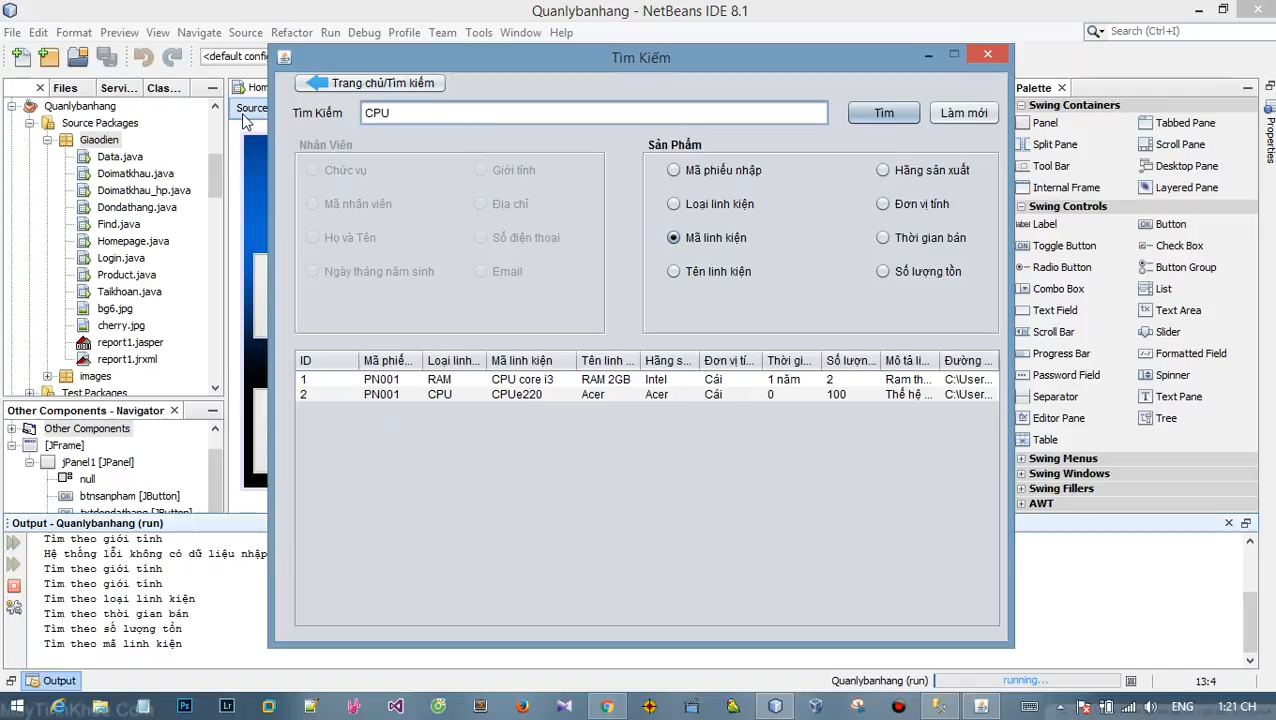 Quanlybanhang - NetBeans IDE 8.1
File Edit Format Preview View Navigate Source Refactor Run Debug Profile Team Tools Window Help
Search (Ctrl+I)
<default config
Files Servi... Clas...
Hom
Source
Quanlybanhang
Source Packages
Giaodien
Data.java
Doimatkhau.java
Doimatkhau_hp.java
Dondathang.java
Find.java
Homepage.java
Login.java
Product.java
Taikhoan.java
bg6.jpg
cherry.jpg
report1.jasper
report1.jrxml
images
Test Packages
Other Components - Navigator
Other Components
[JFrame]
jPanel1 [JPanel]
null
btnsanpham [JButton]
txtdondathang [JButton]
Tìm Kiếm
Trang chủ/Tìm kiếm
Tìm Kiếm CPU Tìm Làm mới
Nhân Viên
Chức vụ Giới tính
Mã nhân viên Địa chỉ
Họ và Tên Số điện thoại
Ngày tháng năm sinh Email
Sản Phẩm
Mã phiếu nhập Hãng sản xuất
Loại linh kiện Đơn vị tính
Mã linh kiện Thời gian bán
Tên linh kiện Số lượng tồn
ID Mã phiế... Loại linh... Mã linh kiện Tên linh ... Hãng s... Đơn vị tí... Thời gi... Số lượn... Mô tả li... Đường ...
1 PN001 RAM CPU core i3 RAM 2GB Intel Cái 1 năm 2 Ram th... C:\User...
2 PN001 CPU CPUe220 Acer Acer Cái 0 100 Thế hệ ... C:\User...
Palette
Swing Containers
Panel Tabbed Pane
Split Pane Scroll Pane
Tool Bar Desktop Pane
Internal Frame Layered Pane
Swing Controls
Label Button
Toggle Button Check Box
Radio Button Button Group
Combo Box List
Text Field Text Area
Scroll Bar Slider
Progress Bar Formatted Field
Password Field Spinner
Separator Text Pane
Editor Pane Tree
Table
Swing Menus
Swing Windows
Swing Fillers
AWT
Properties
Output - Quanlybanhang (run)
Tìm theo giới tính
Hệ thống lỗi không có dữ liệu nhập
Tìm theo giới tính
Tìm theo giới tính
Tìm theo loại linh kiện
Tìm theo thời gian bán
Tìm theo số lượng tồn
Tìm theo mã linh kiện
Output
Quanlybanhang (run) running... 13:4
ENG 1:21 CH